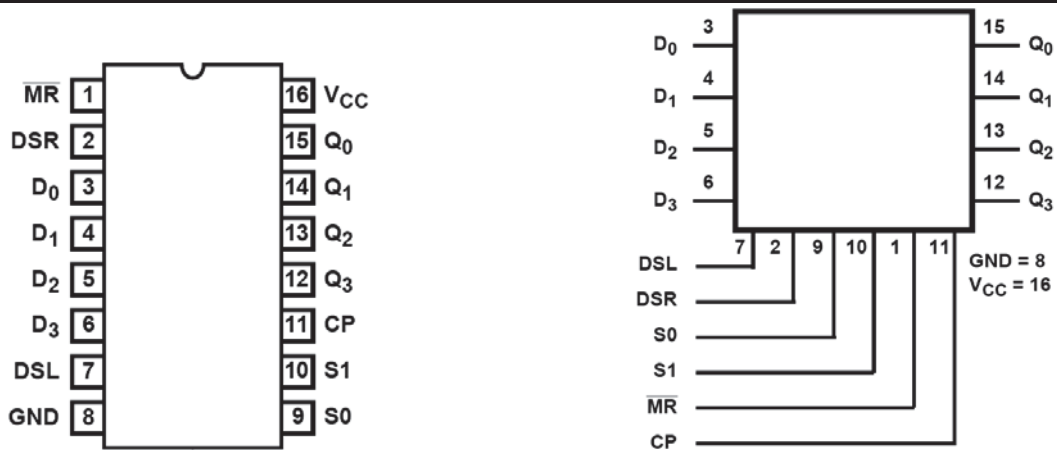 M̅R̅ 1 16 VCC
DSR 2 15 Q0
D0 3 14 Q1
D1 4 13 Q2
D2 5 12 Q3
D3 6 11 CP
DSL 7 10 S1
GND 8 9 S0
D0 3 15 Q0
D1 4 14 Q1
D2 5 13 Q2
D3 6 12 Q3
7 2 9 10 1 11
DSL
DSR
S0
S1
M̅R̅
CP
GND = 8
VCC = 16